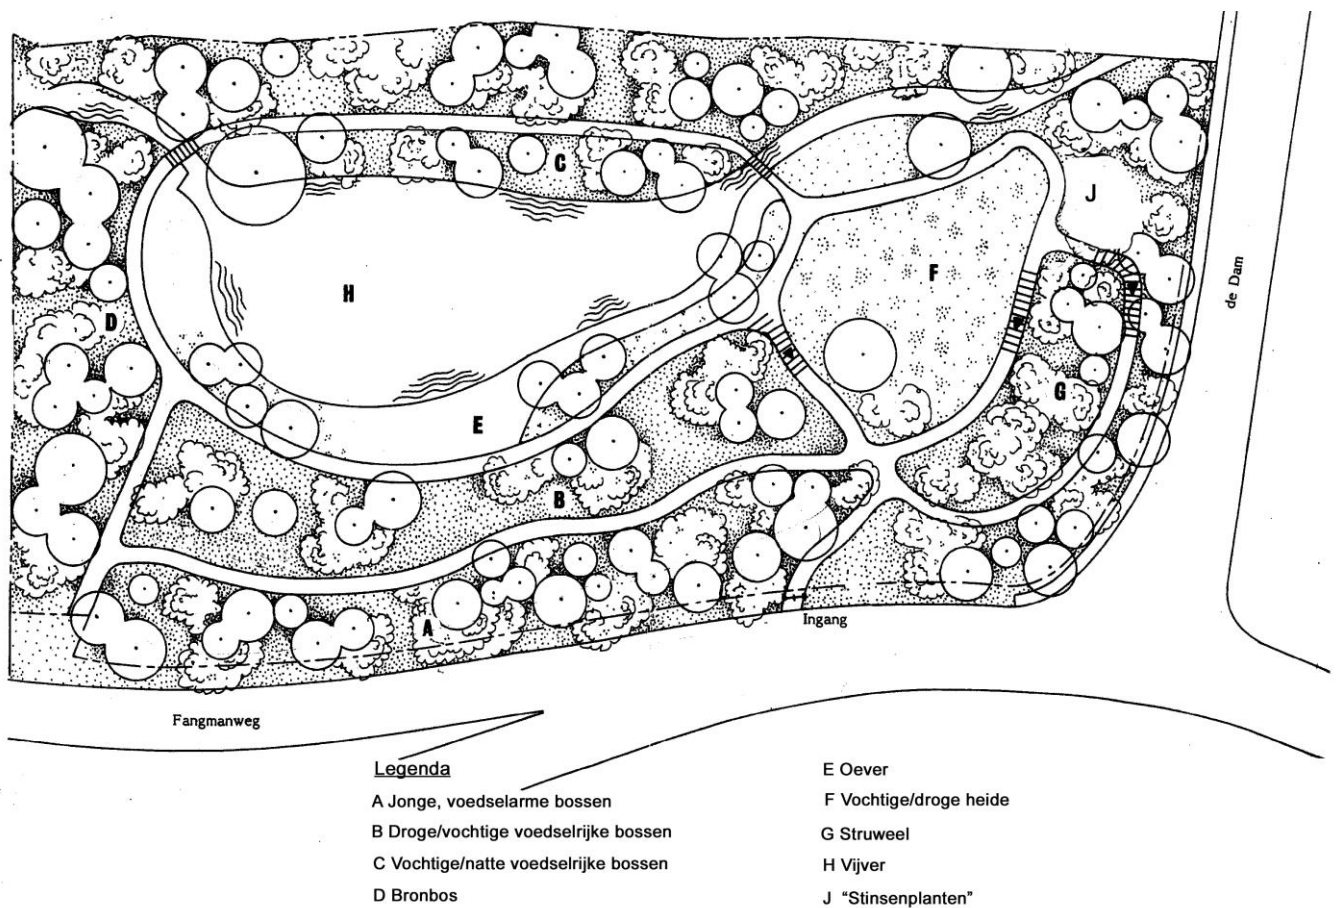 C
J
F
de Dam
H
D
G
E
B
A
Ingang
Fangmanweg
Legenda
A Jonge, voedselarme bossen
B Droge/vochtige voedselrijke bossen
C Vochtige/natte voedselrijke bossen
D Bronbos
E Oever
F Vochtige/droge heide
G Struweel
H Vijver
J “Stinsenplanten”